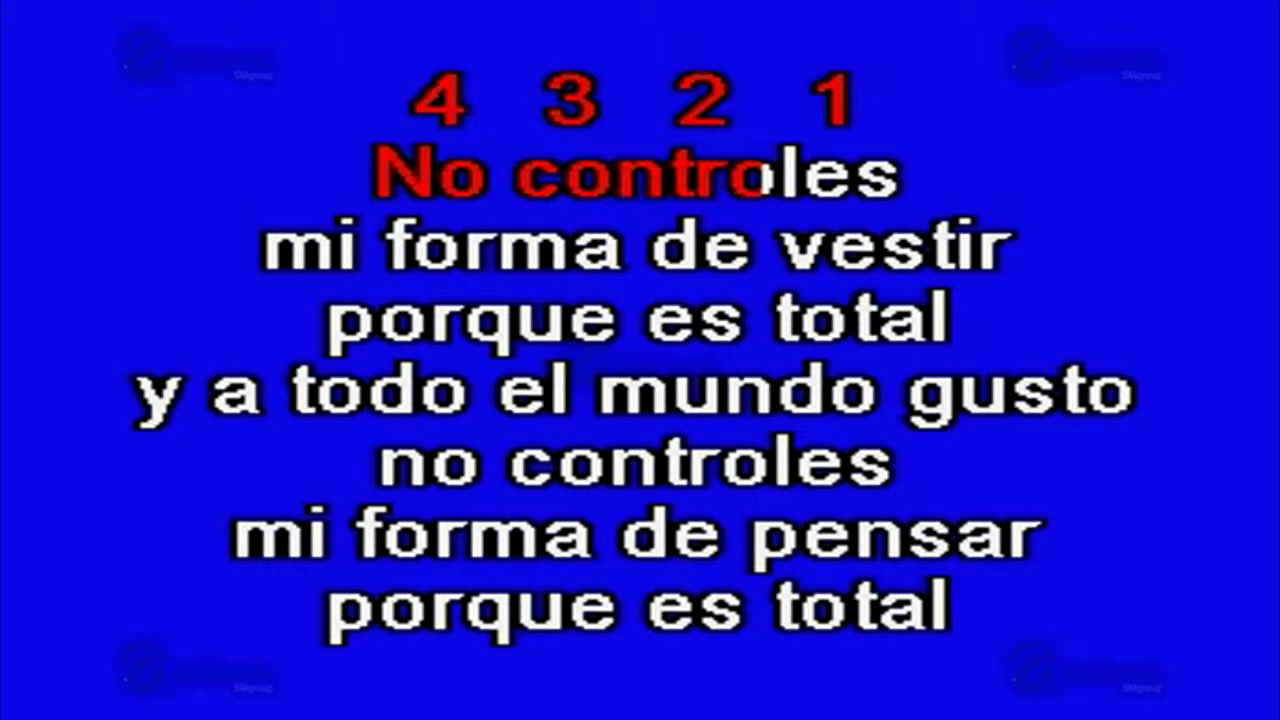 4 3 2 1
No controles
mi forma de vestir
porque es total
y a todo el mundo gusto
no controles
mi forma de pensar
porque es total